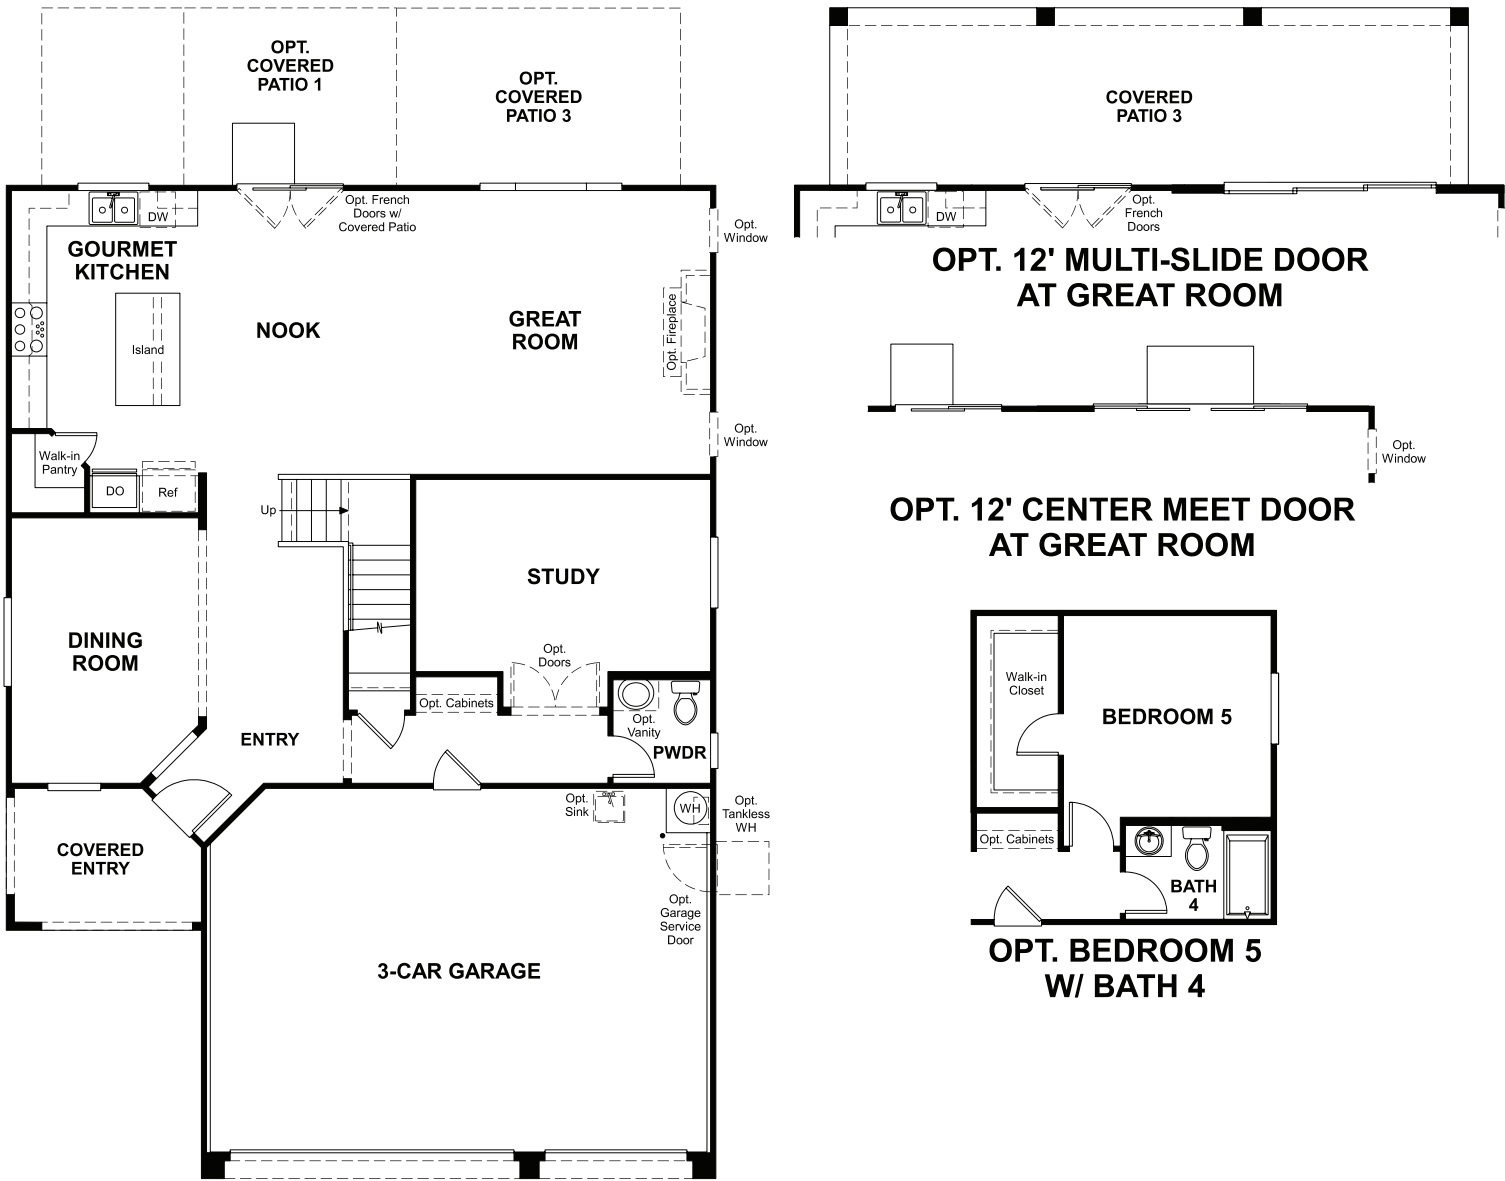 OPT.
COVERED
PATIO 1
OPT.
COVERED
PATIO 3
DW
Opt. French
Doors w/
Covered Patio
Opt.
Window
GOURMET
KITCHEN
Island
NOOK
GREAT
ROOM
Opt. Fireplace
Opt.
Window
Walk-in
Pantry
DO
Ref
Up
STUDY
DINING
ROOM
Opt.
Doors
Opt. Cabinets
Opt.
Vanity
PWDR
ENTRY
COVERED
ENTRY
Opt.
Sink
WH
Opt.
Tankless
WH
Opt.
Garage
Service
Door
3-CAR GARAGE
COVERED
PATIO 3
DW
Opt.
French
Doors
OPT. 12' MULTI-SLIDE DOOR
AT GREAT ROOM
Opt.
Window
OPT. 12' CENTER MEET DOOR
AT GREAT ROOM
Walk-in
Closet
BEDROOM 5
Opt. Cabinets
BATH
4
OPT. BEDROOM 5
W/ BATH 4